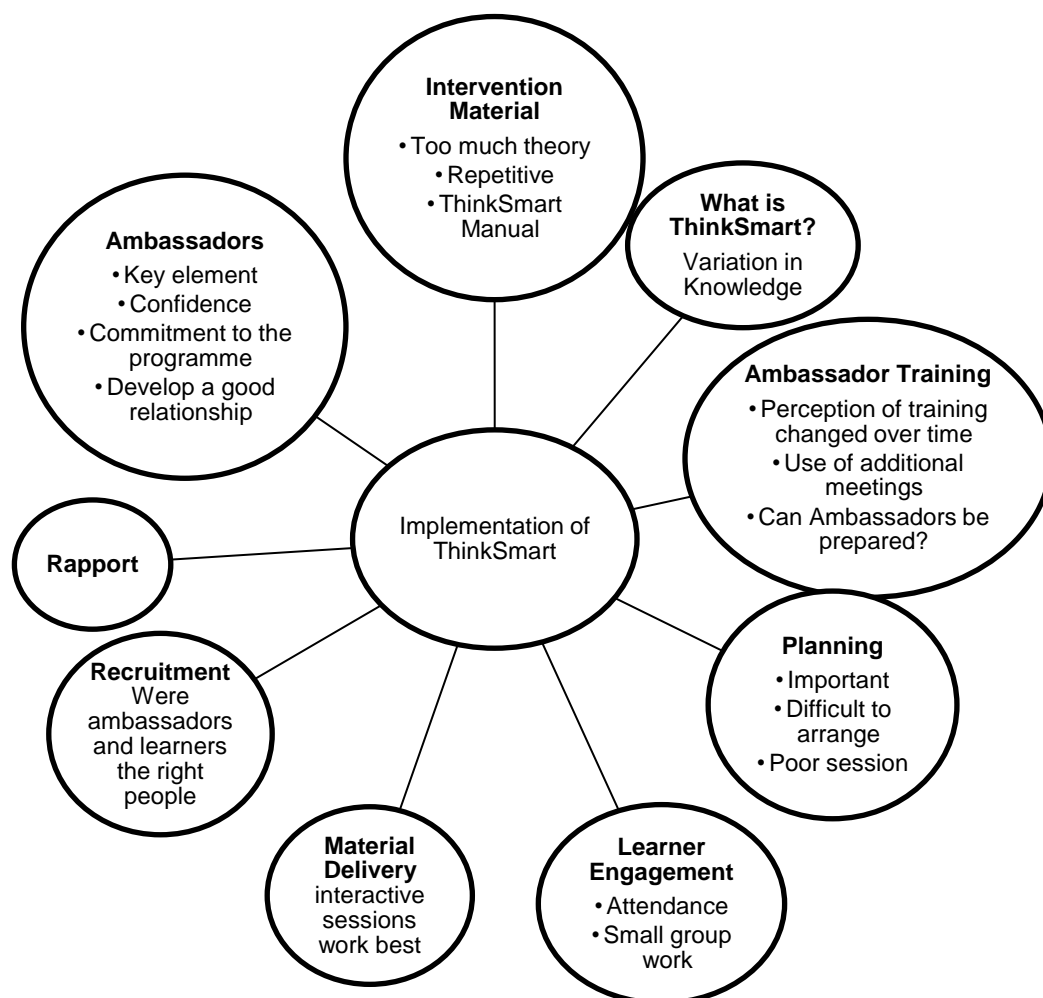 Intervention
Material
• Too much theory
• Repetitive
• ThinkSmart
Manual
What is
ThinkSmart?
Variation in
Knowledge
Ambassadors
• Key element
• Confidence
• Commitment to the
programme
• Develop a good
relationship
Ambassador Training
• Perception of training
changed over time
• Use of additional
meetings
• Can Ambassadors be
prepared?
Implementation of
ThinkSmart
Rapport
Recruitment
Were
ambassadors
and learners
the right
people
Planning
• Important
• Difficult to
arrange
• Poor session
Material
Delivery
interactive
sessions
work best
Learner
Engagement
• Attendance
• Small group
work